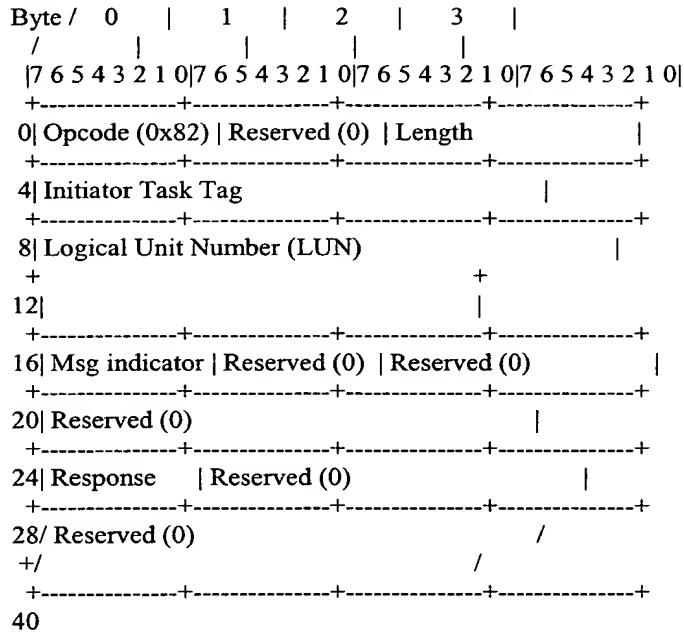 Byte / 0 | 1 | 2 | 3 |
/ | | | |
|7 6 5 4 3 2 1 0|7 6 5 4 3 2 1 0|7 6 5 4 3 2 1 0|7 6 5 4 3 2 1 0|
+---------------+---------------+---------------+---------------+
0| Opcode (0x82) | Reserved (0) | Length |
+---------------+---------------+---------------+---------------+
4| Initiator Task Tag |
+---------------+---------------+---------------+---------------+
8| Logical Unit Number (LUN) |
+ +
12| |
+---------------+---------------+---------------+---------------+
16| Msg indicator | Reserved (0) | Reserved (0) |
+---------------+---------------+---------------+---------------+
20| Reserved (0) |
+---------------+---------------+---------------+---------------+
24| Response | Reserved (0) |
+---------------+---------------+---------------+---------------+
28/ Reserved (0) /
+/ /
+---------------+---------------+---------------+---------------+
40